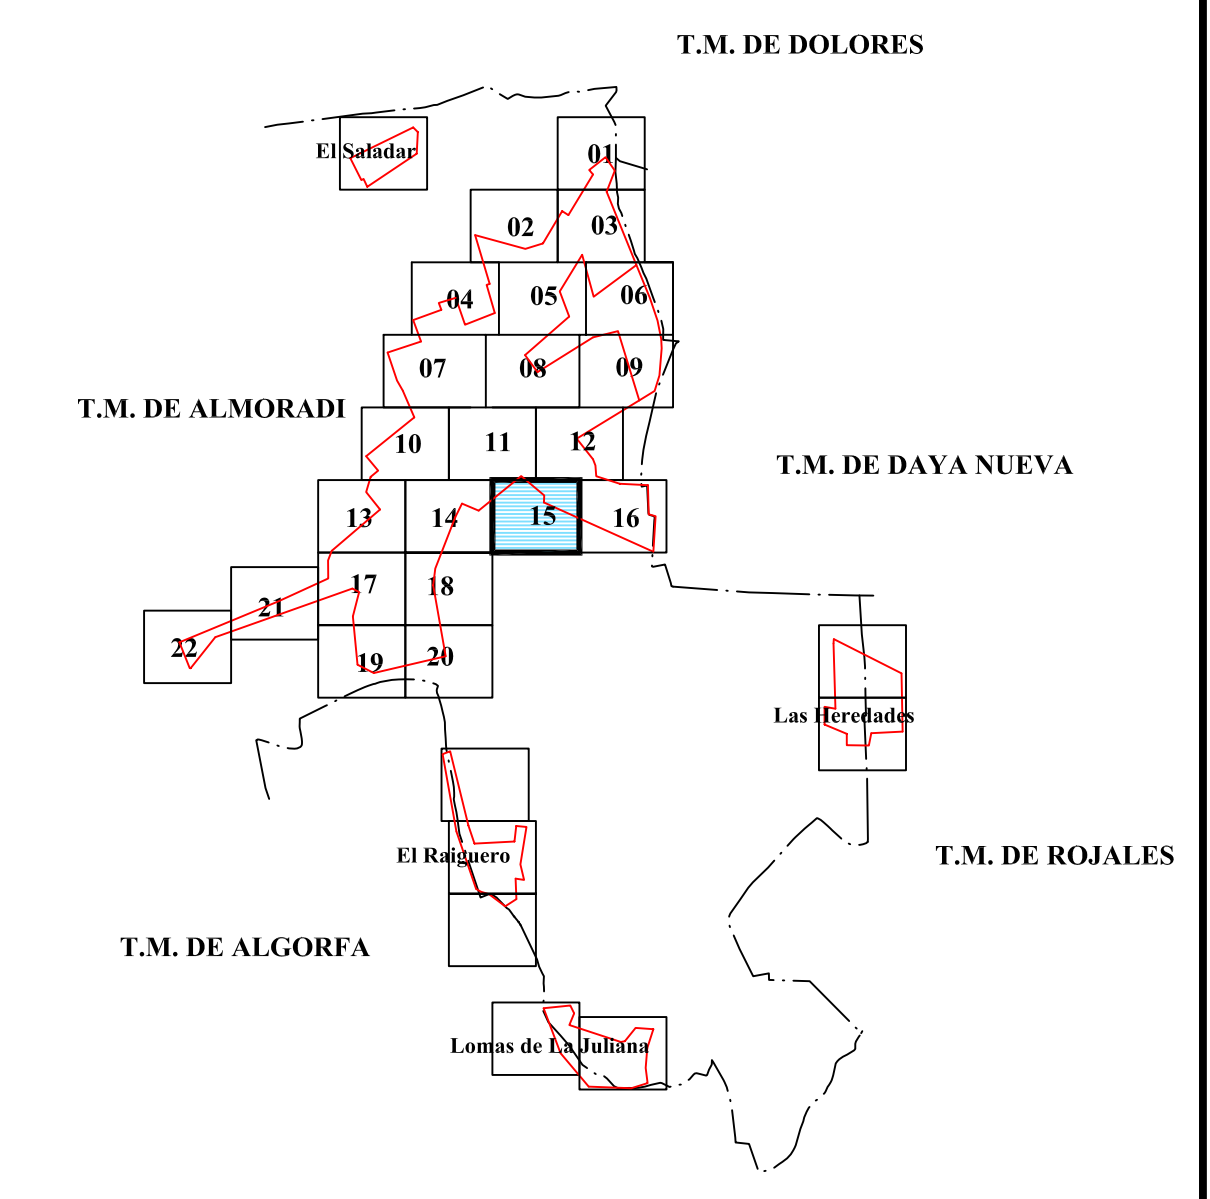 T.M. DE DOLORES
El Saladar
01
02
03
04
05
06
07
08
09
T.M. DE ALMORADI
10
11
12
T.M. DE DAYA NUEVA
13
14
15
16
17
18
21
22
19
20
Las Heredades
El Raiguero
T.M. DE ROJALES
T.M. DE ALGORFA
Lomas de La Juliana